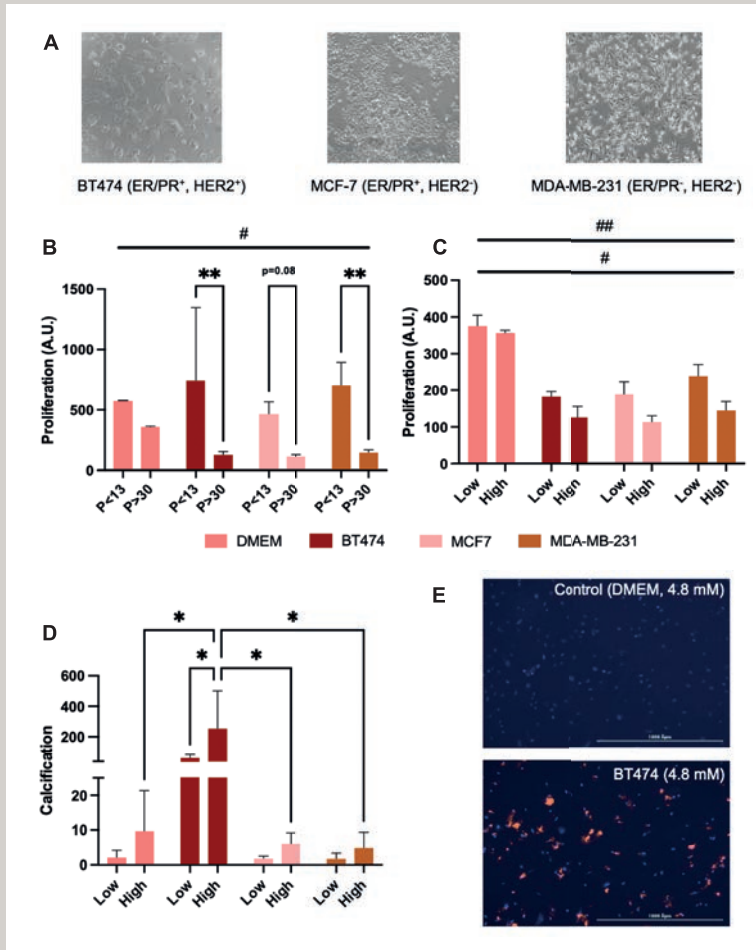 A
BT474 (ER/PR⁺, HER2⁺)
MCF-7 (ER/PR⁺, HER2⁻)
MDA-MB-231 (ER/PR⁻, HER2⁻)
B
#
**
p=0.08
**
Proliferation (A.U.)
1500
1000
500
0
P<13
P>30
P<13
P>30
P<13
P>30
P<13
P>30
C
##
#
Proliferation (A.U.)
500
400
300
200
100
0
Low
High
Low
High
Low
High
Low
High
DMEM
BT474
MCF7
MDA-MB-231
D
*
*
*
*
Calcification
600
400
200
20
10
0
Low
High
Low
High
Low
High
Low
High
E
Control (DMEM, 4.8 mM)
BT474 (4.8 mM)